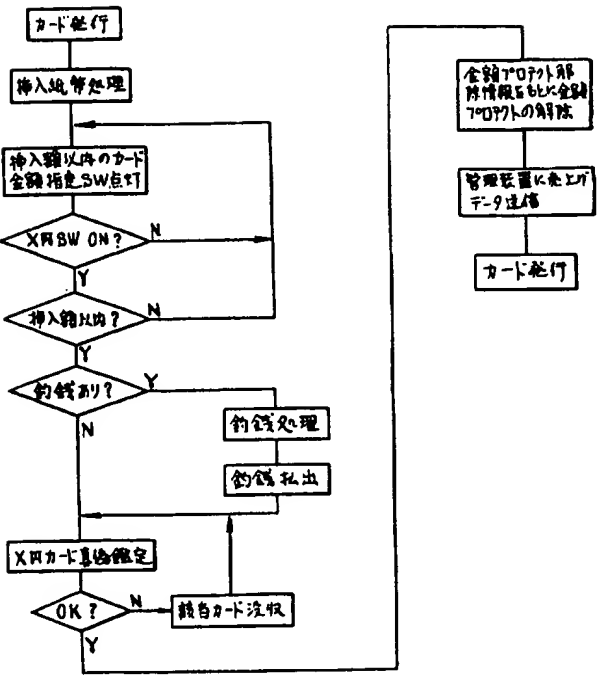 カード発行
挿入紙幣処理
挿入額以内のカード
金額指定SW点灯
X円SW ON?
N
Y
挿入額以内?
N
Y
釣銭あり?
Y
N
釣銭処理
釣銭払出
X円カード真偽鑑定
OK?
N
該当カード没収
Y
金額プロテクト解
除情報をもとに金額
プロテクトの解除
管理装置に売上げ
データ送信
カード発行